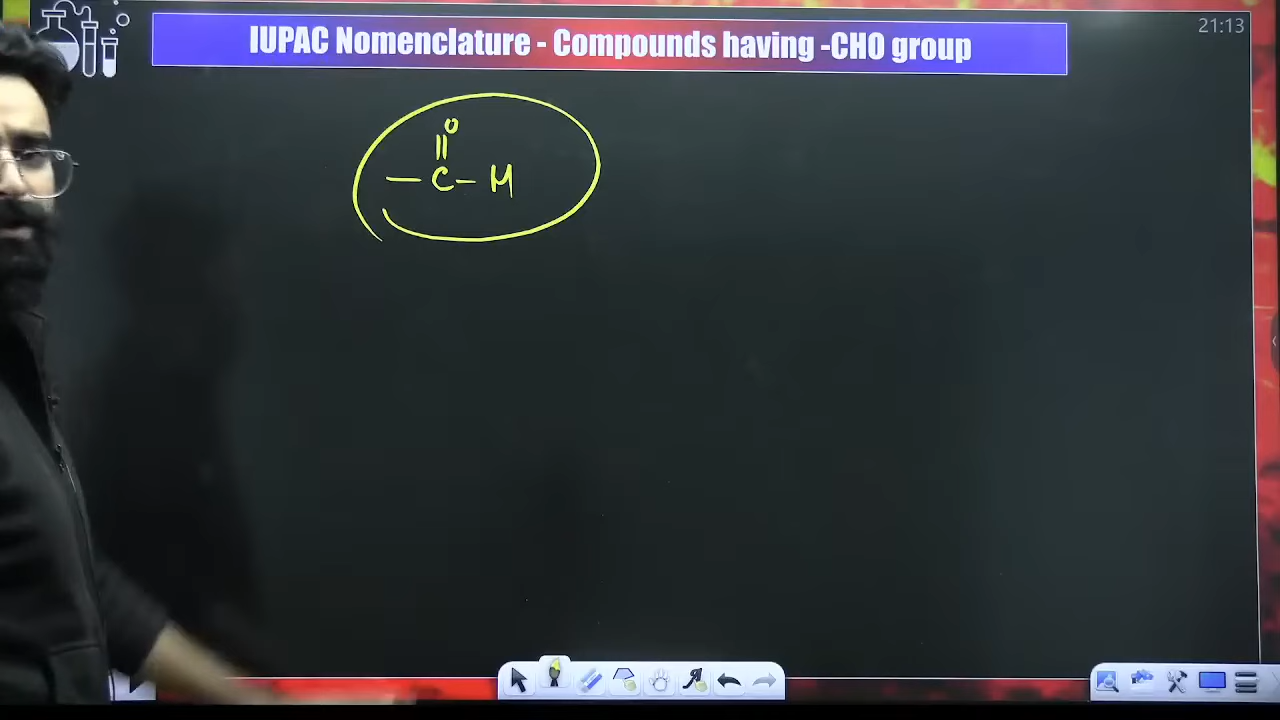 21:13
IUPAC Nomenclature - Compounds having -CHO group
O
||
— C – H